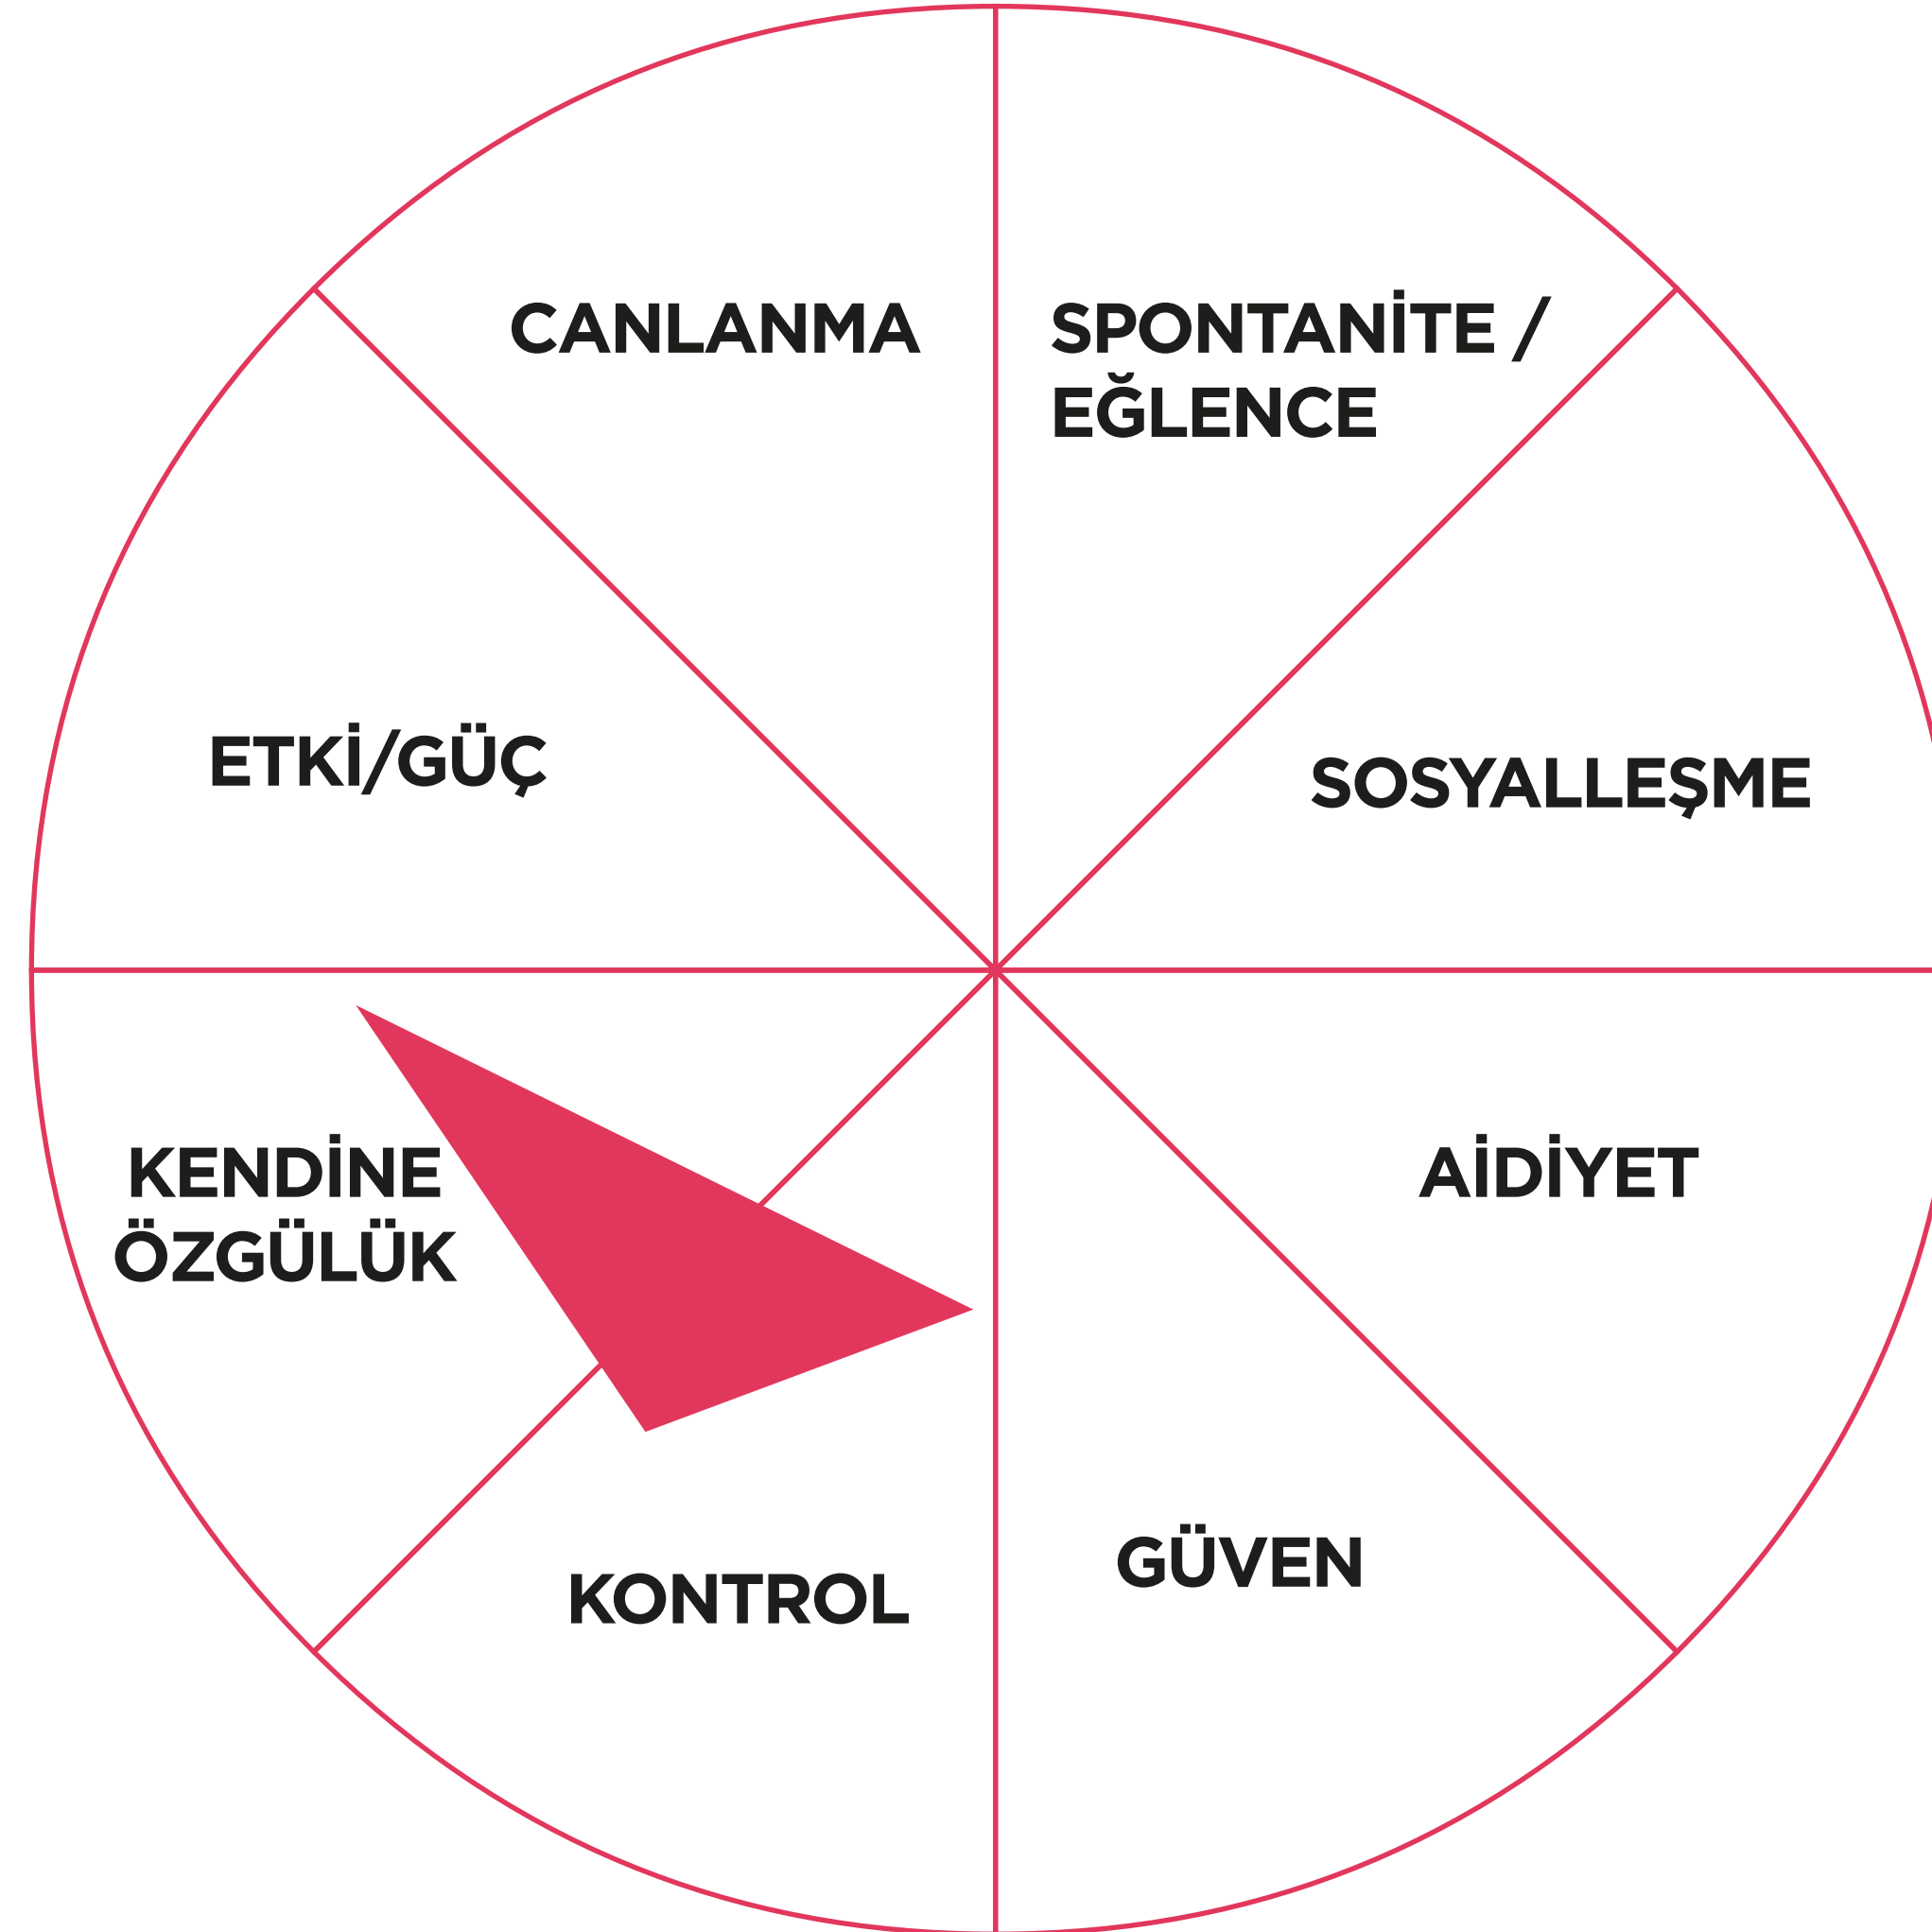 CANLANMA
SPONTANİTE /
EĞLENCE
ETKİ/GÜÇ
SOSYALLEŞME
KENDİNE
ÖZGÜLÜK
AİDİYET
KONTROL
GÜVEN